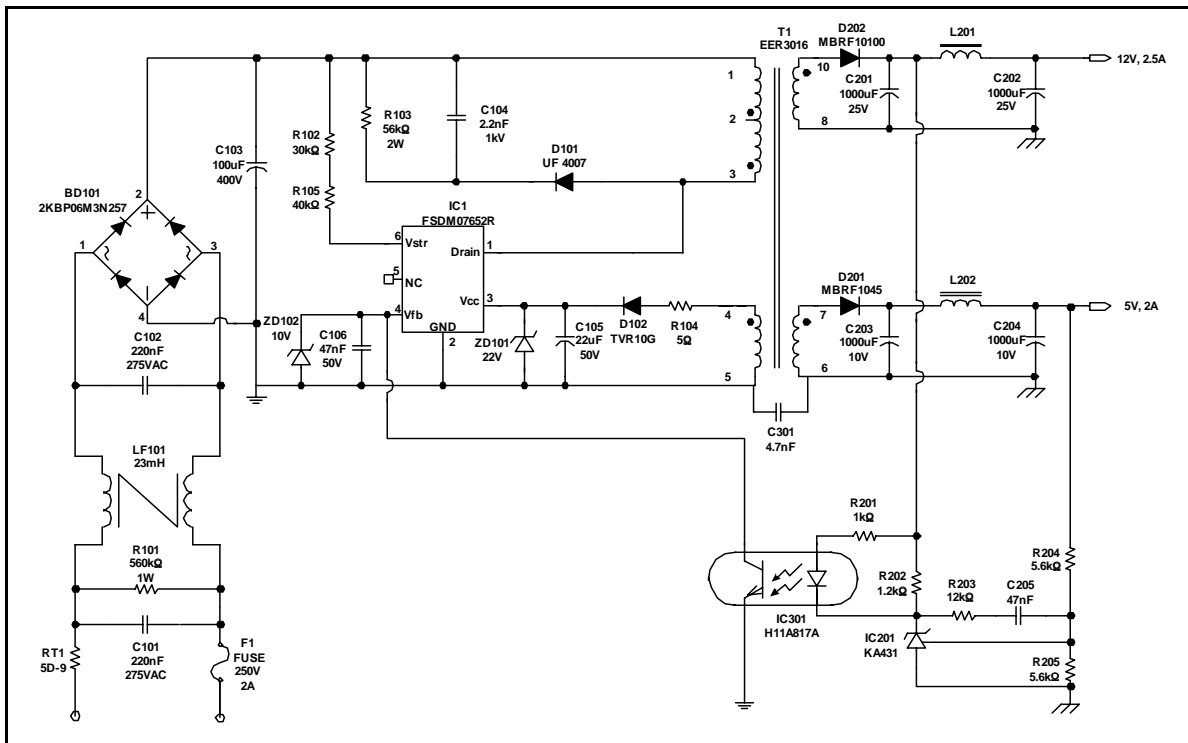 T1
EER3016
D202
MBRF10100
L201
12V, 2.5A
10
8
C201
1000uF
25V
C202
1000uF
25V
1
2
3
R103
56kΩ
2W
C104
2.2nF
1kV
D101
UF 4007
R102
30kΩ
R105
40kΩ
C103
100uF
400V
BD101
2KBP06M3N257
2
1
3
4
+
~
~
−
IC1
FSDM07652R
6
Vstr
5
NC
4
Vfb
Drain
1
Vcc
3
GND
2
ZD102
10V
C106
47nF
50V
ZD101
22V
C105
22uF
50V
D102
TVR10G
R104
5Ω
4
5
D201
MBRF1045
L202
5V, 2A
7
6
C203
1000uF
10V
C204
1000uF
10V
C301
4.7nF
C102
220nF
275VAC
LF101
23mH
R101
560kΩ
1W
C101
220nF
275VAC
RT1
5D-9
F1
FUSE
250V
2A
IC301
H11A817A
R201
1kΩ
R202
1.2kΩ
R203
12kΩ
C205
47nF
R204
5.6kΩ
IC201
KA431
R205
5.6kΩ